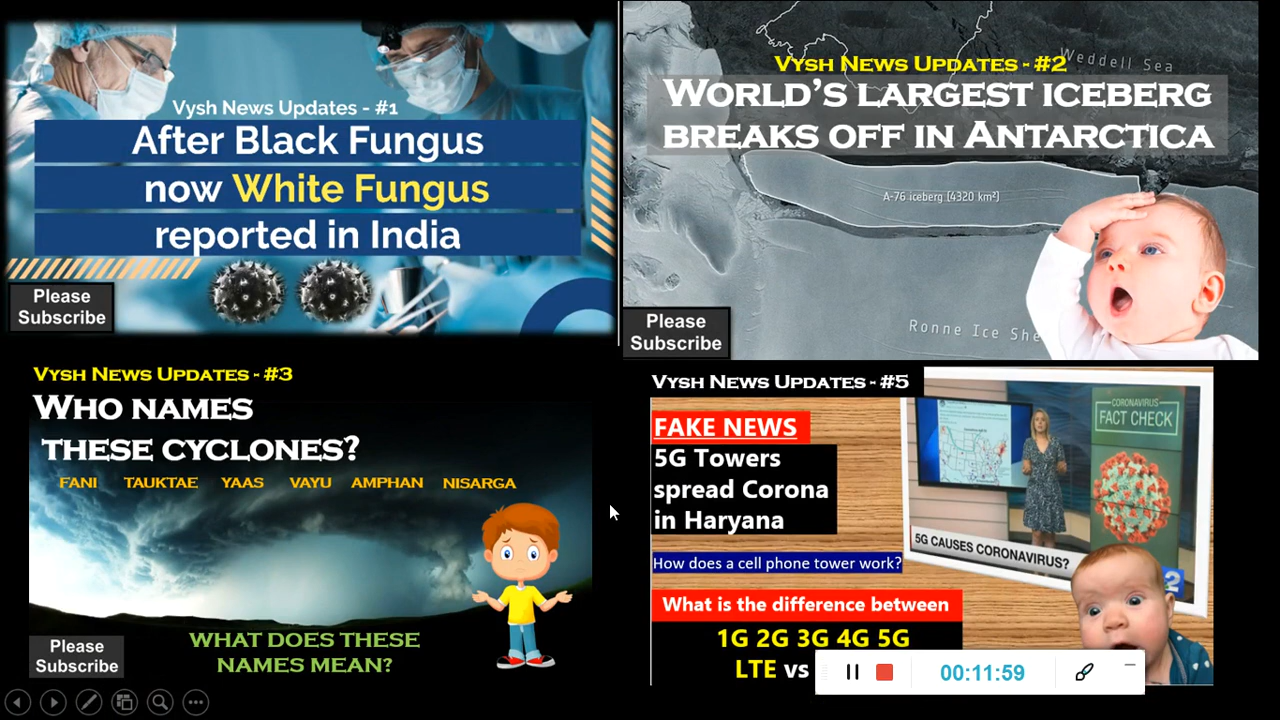 Vysh News Updates - #1
After Black Fungus
now White Fungus
reported in India
Please
Subscribe
Vysh News Updates - #2
Weddell Sea
World's largest iceberg
breaks off in Antarctica
A-76 iceberg (4320 km²)
Ronne Ice She
Please
Subscribe
Vysh News Updates - #3
Who names
these cyclones?
FANI TAUKTAE YAAS VAYU AMPHAN NISARGA
What does these
names mean?
Please
Subscribe
Vysh News Updates - #5
FAKE NEWS
5G Towers
spread Corona
in Haryana
How does a cell phone tower work?
What is the difference between
1G 2G 3G 4G 5G
LTE vs
CORONAVIRUS
FACT CHECK
5G CAUSES CORONAVIRUS?
2
00:11:59